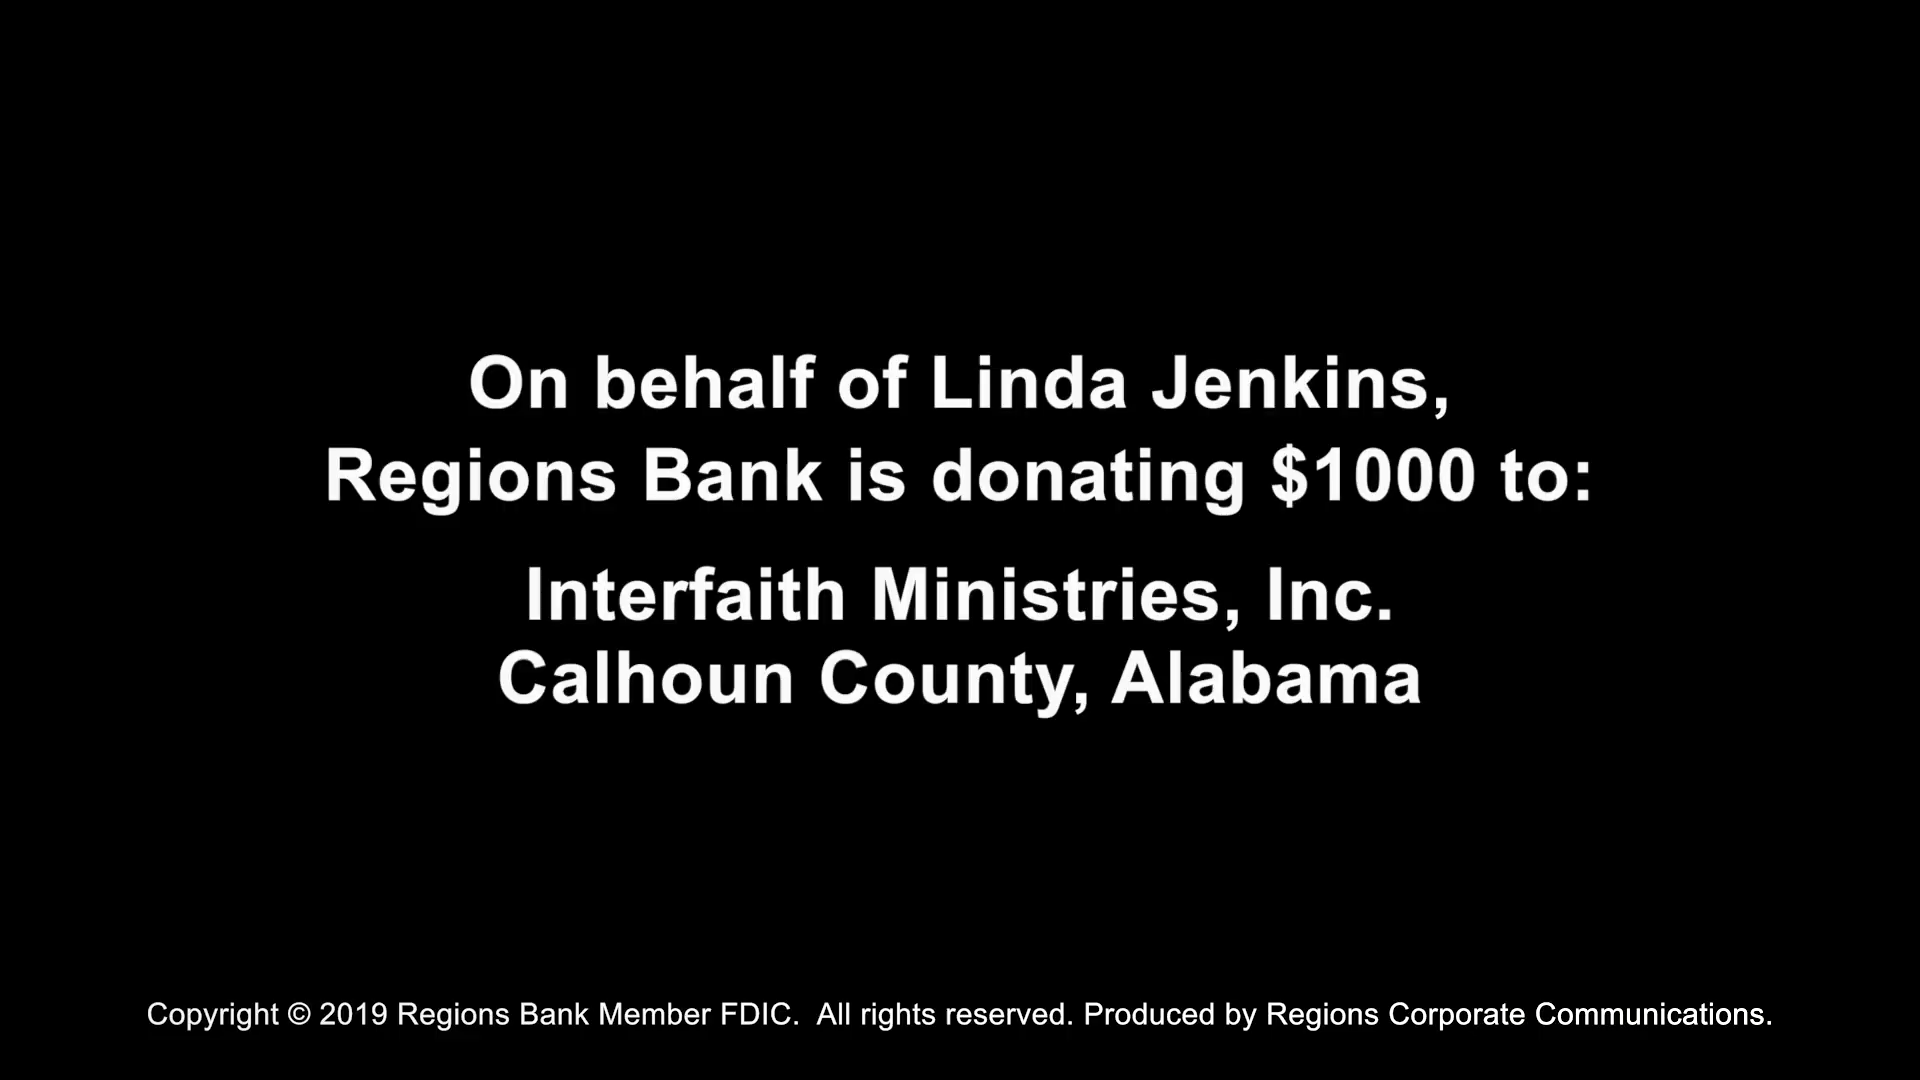 On behalf of Linda Jenkins,
Regions Bank is donating $1000 to:
Interfaith Ministries, Inc.
Calhoun County, Alabama
Copyright © 2019 Regions Bank Member FDIC.  All rights reserved. Produced by Regions Corporate Communications.